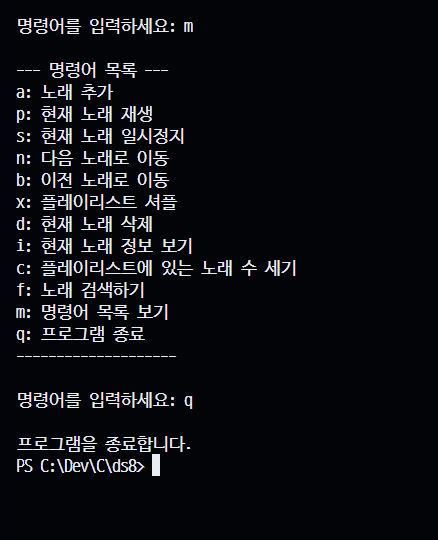 명령어를 입력하세요: m
--- 명령어 목록 ---
a: 노래 추가
p: 현재 노래 재생
s: 현재 노래 일시정지
n: 다음 노래로 이동
b: 이전 노래로 이동
x: 플레이리스트 셔플
d: 현재 노래 삭제
i: 현재 노래 정보 보기
c: 플레이리스트에 있는 노래 수 세기
f: 노래 검색하기
m: 명령어 목록 보기
q: 프로그램 종료
--------------------
명령어를 입력하세요: q
프로그램을 종료합니다.
PS C:\Dev\C\ds8>